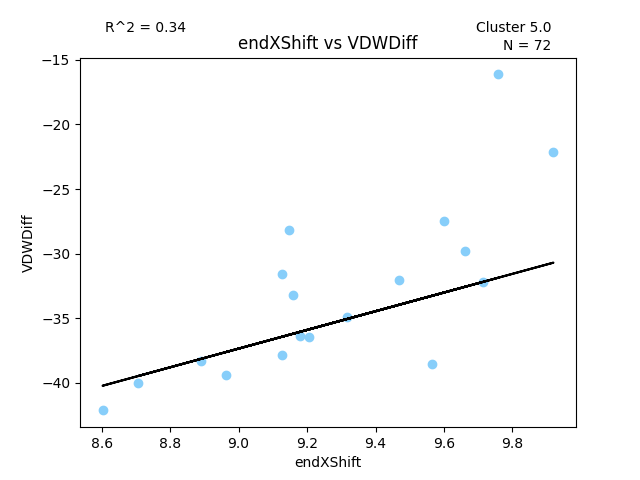 R^2 = 0.34
Cluster 5.0
N = 72
endXShift vs VDWDiff
VDWDiff
−15
−20
−25
−30
−35
−40
8.6 8.8 9.0 9.2 9.4 9.6 9.8
endXShift